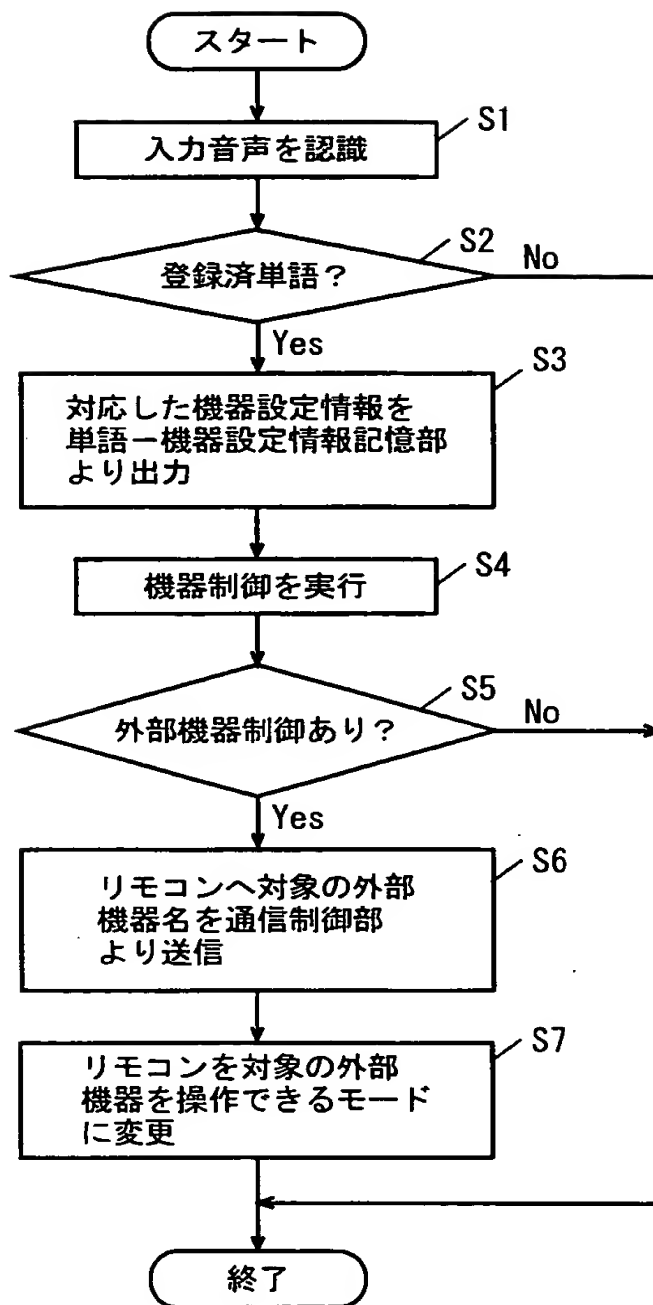 スタート
S1
入力音声を認識
S2
登録済単語？
No
Yes
S3
対応した機器設定情報を
単語ー機器設定情報記憶部
より出力
S4
機器制御を実行
S5
外部機器制御あり？
No
Yes
S6
リモコンへ対象の外部
機器名を通信制御部
より送信
S7
リモコンを対象の外部
機器を操作できるモード
に変更
終了